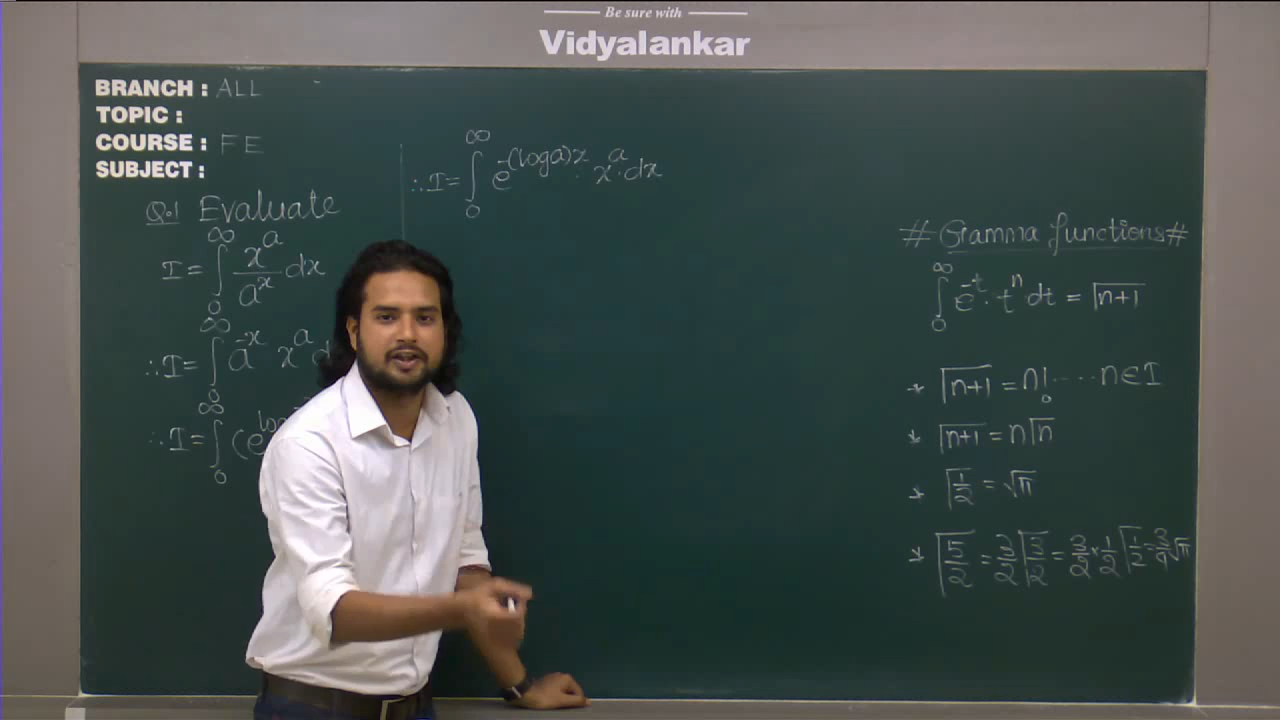 Be sure with
Vidyalankar
BRANCH : ALL
TOPIC :
COURSE : FE
SUBJECT :
Q.1 Evaluate
I = ∫₀^∞ x^a/a^x dx
∴ I = ∫₀^∞ a^-x x^a
∴ I = ∫₀^∞ (e^log
∴ I = ∫₀^∞ e^-(log a)x . x^a . dx
# Gramma functions #
∫₀^∞ e^-t . t^n dt = Γn+1
* Γn+1 = n! ..... n ∈ I
* Γn+1 = nΓn
* Γ1/2 = √π
* Γ5/2 = 3/2 Γ3/2 = 3/2 × 1/2 Γ1/2 = 3/4 √π